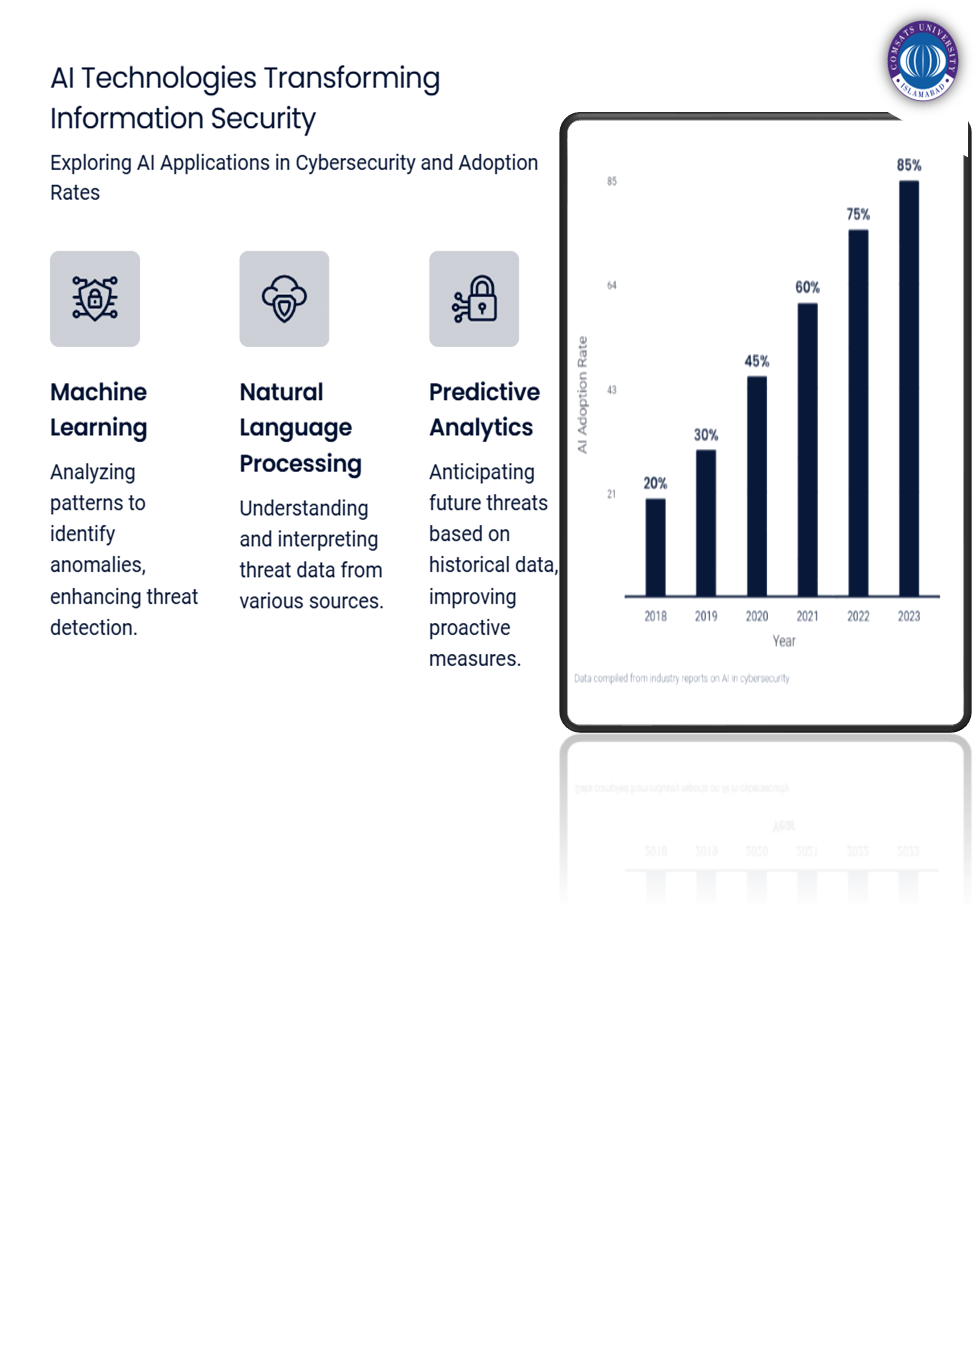 COMSATS UNIVERSITY
ISLAMABAD
AI Technologies Transforming
Information Security
Exploring AI Applications in Cybersecurity and Adoption
Rates
Machine
Learning
Analyzing
patterns to
identify
anomalies,
enhancing threat
detection.
Natural
Language
Processing
Understanding
and interpreting
threat data from
various sources.
Predictive
Analytics
Anticipating
future threats
based on
historical data,
improving
proactive
measures.
AI Adoption Rate
85
64
43
21
20%
30%
45%
60%
75%
85%
2018 2019 2020 2021 2022 2023
Year
Data compiled from industry reports on AI in cybersecurity